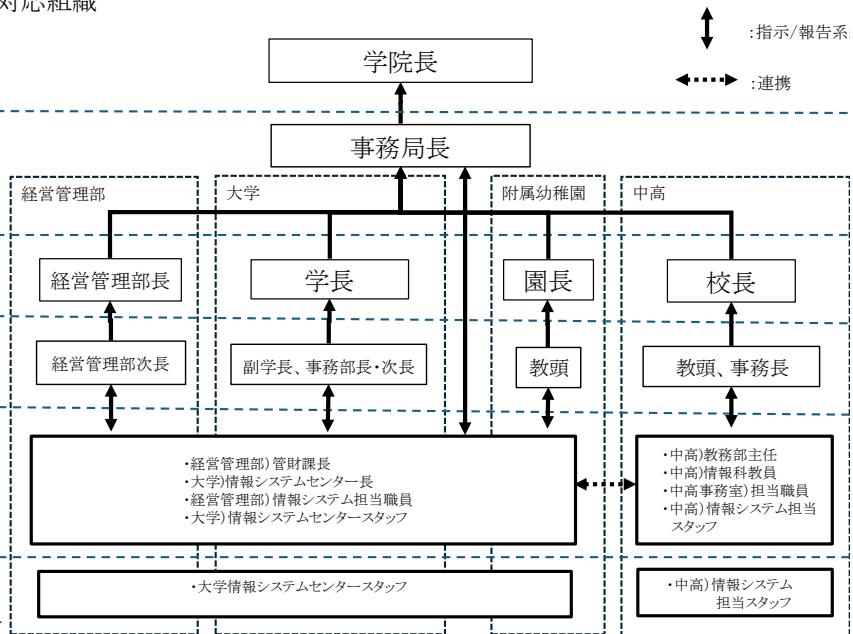 対応組織
:指示/報告系
:連携
学院長
事務局長
経営管理部
大学
附属幼稚園
中高
経営管理部長
学長
園長
校長
経営管理部次長
副学長、事務部長・次長
教頭
教頭、事務長
・経営管理部)管財課長
・大学)情報システムセンター長
・経営管理部)情報システム担当職員
・大学)情報システムセンタースタッフ
・中高)教務部主任
・中高)情報科教員
・中高事務室)担当職員
・中高)情報システム担当
スタッフ
・大学情報システムセンタースタッフ
・中高)情報システム
担当スタッフ